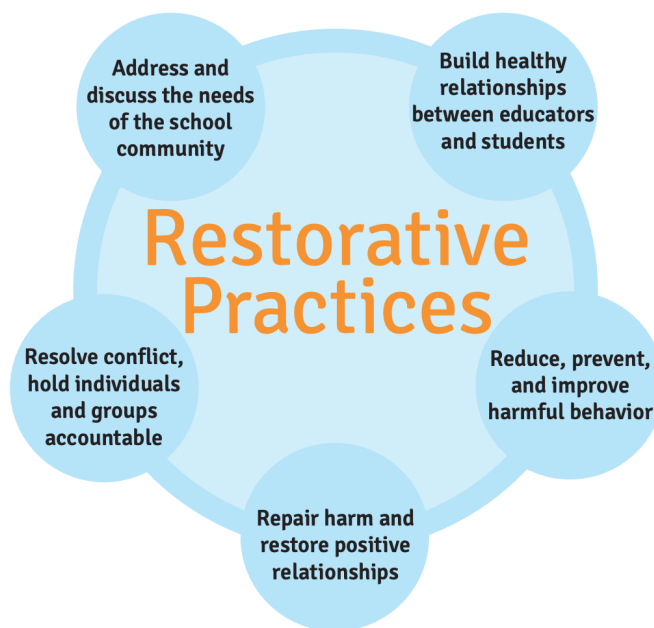 Address and
discuss the needs
of the school
community
Build healthy
relationships
between educators
and students
Restorative
Practices
Resolve conflict,
hold individuals
and groups
accountable
Reduce, prevent,
and improve
harmful behavior
Repair harm and
restore positive
relationships